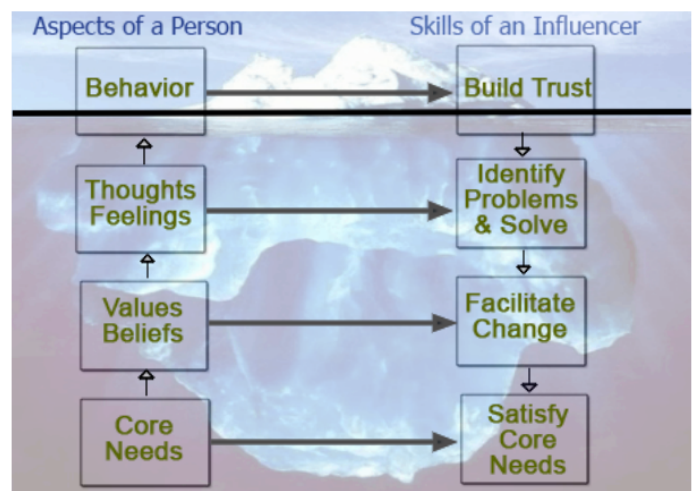 Aspects of a Person
Skills of an Influencer
Behavior
Build Trust
Thoughts
Feelings
Identify
Problems
& Solve
Values
Beliefs
Facilitate
Change
Core
Needs
Satisfy
Core
Needs